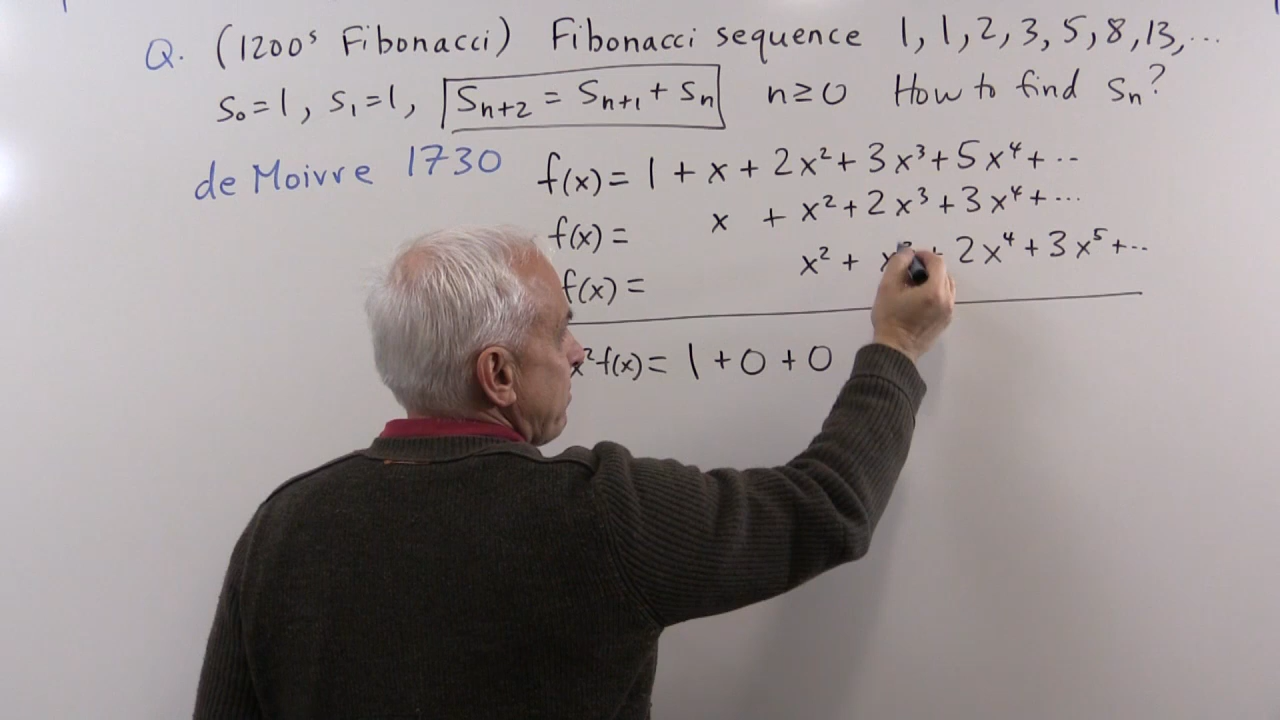 Q. (1200s Fibonacci) Fibonacci sequence 1, 1, 2, 3, 5, 8, 13, ...
S₀=1, S₁=1, Sₙ₊₂ = Sₙ₊₁ + Sₙ n≥0 How to find Sₙ?
de Moivre 1730 f(x) = 1 + x + 2x² + 3x³ + 5x⁴ + ··
f(x) = x + x² + 2x³ + 3x⁴ + ···
f(x) = x² + x + 2x⁴ + 3x⁵ + ··
x²f(x) = 1 + 0 + 0